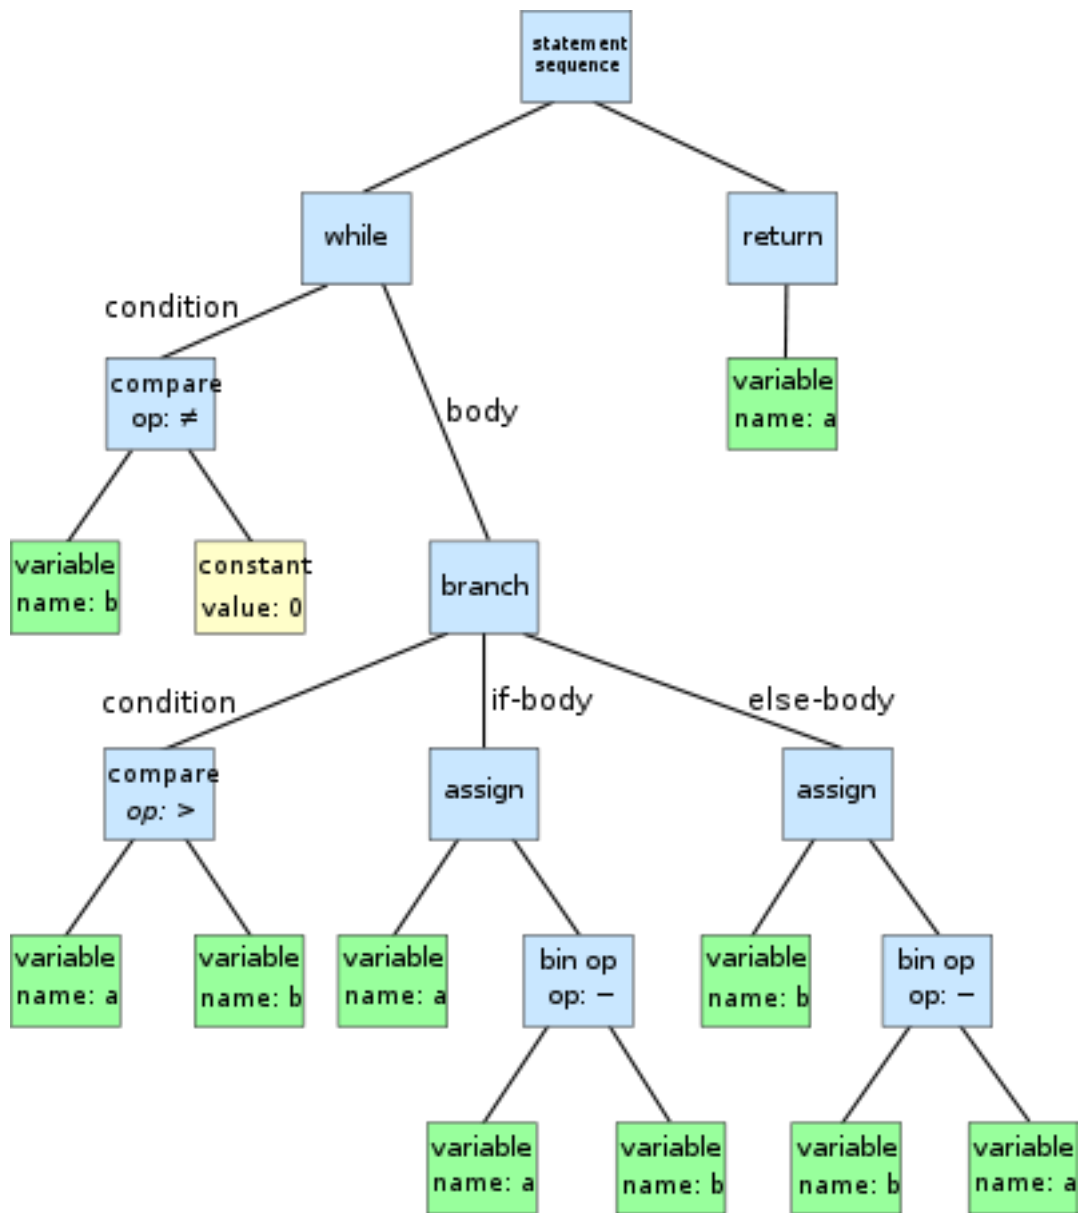 statement
sequence
while
return
condition
compare
op: ≠
body
variable
name: a
variable
name: b
constant
value: 0
branch
condition
if-body
else-body
compare
op: >
assign
assign
variable
name: a
variable
name: b
variable
name: a
bin op
op: −
variable
name: b
bin op
op: −
variable
name: a
variable
name: b
variable
name: b
variable
name: a